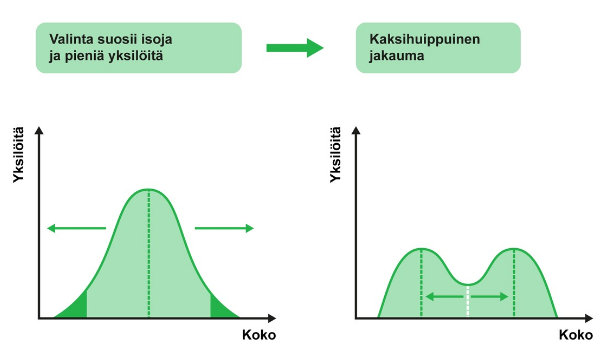 Valinta suosii isoja
ja pieniä yksilöitä
Kaksihuippuinen
jakauma
Yksilöitä
Koko
Yksilöitä
Koko